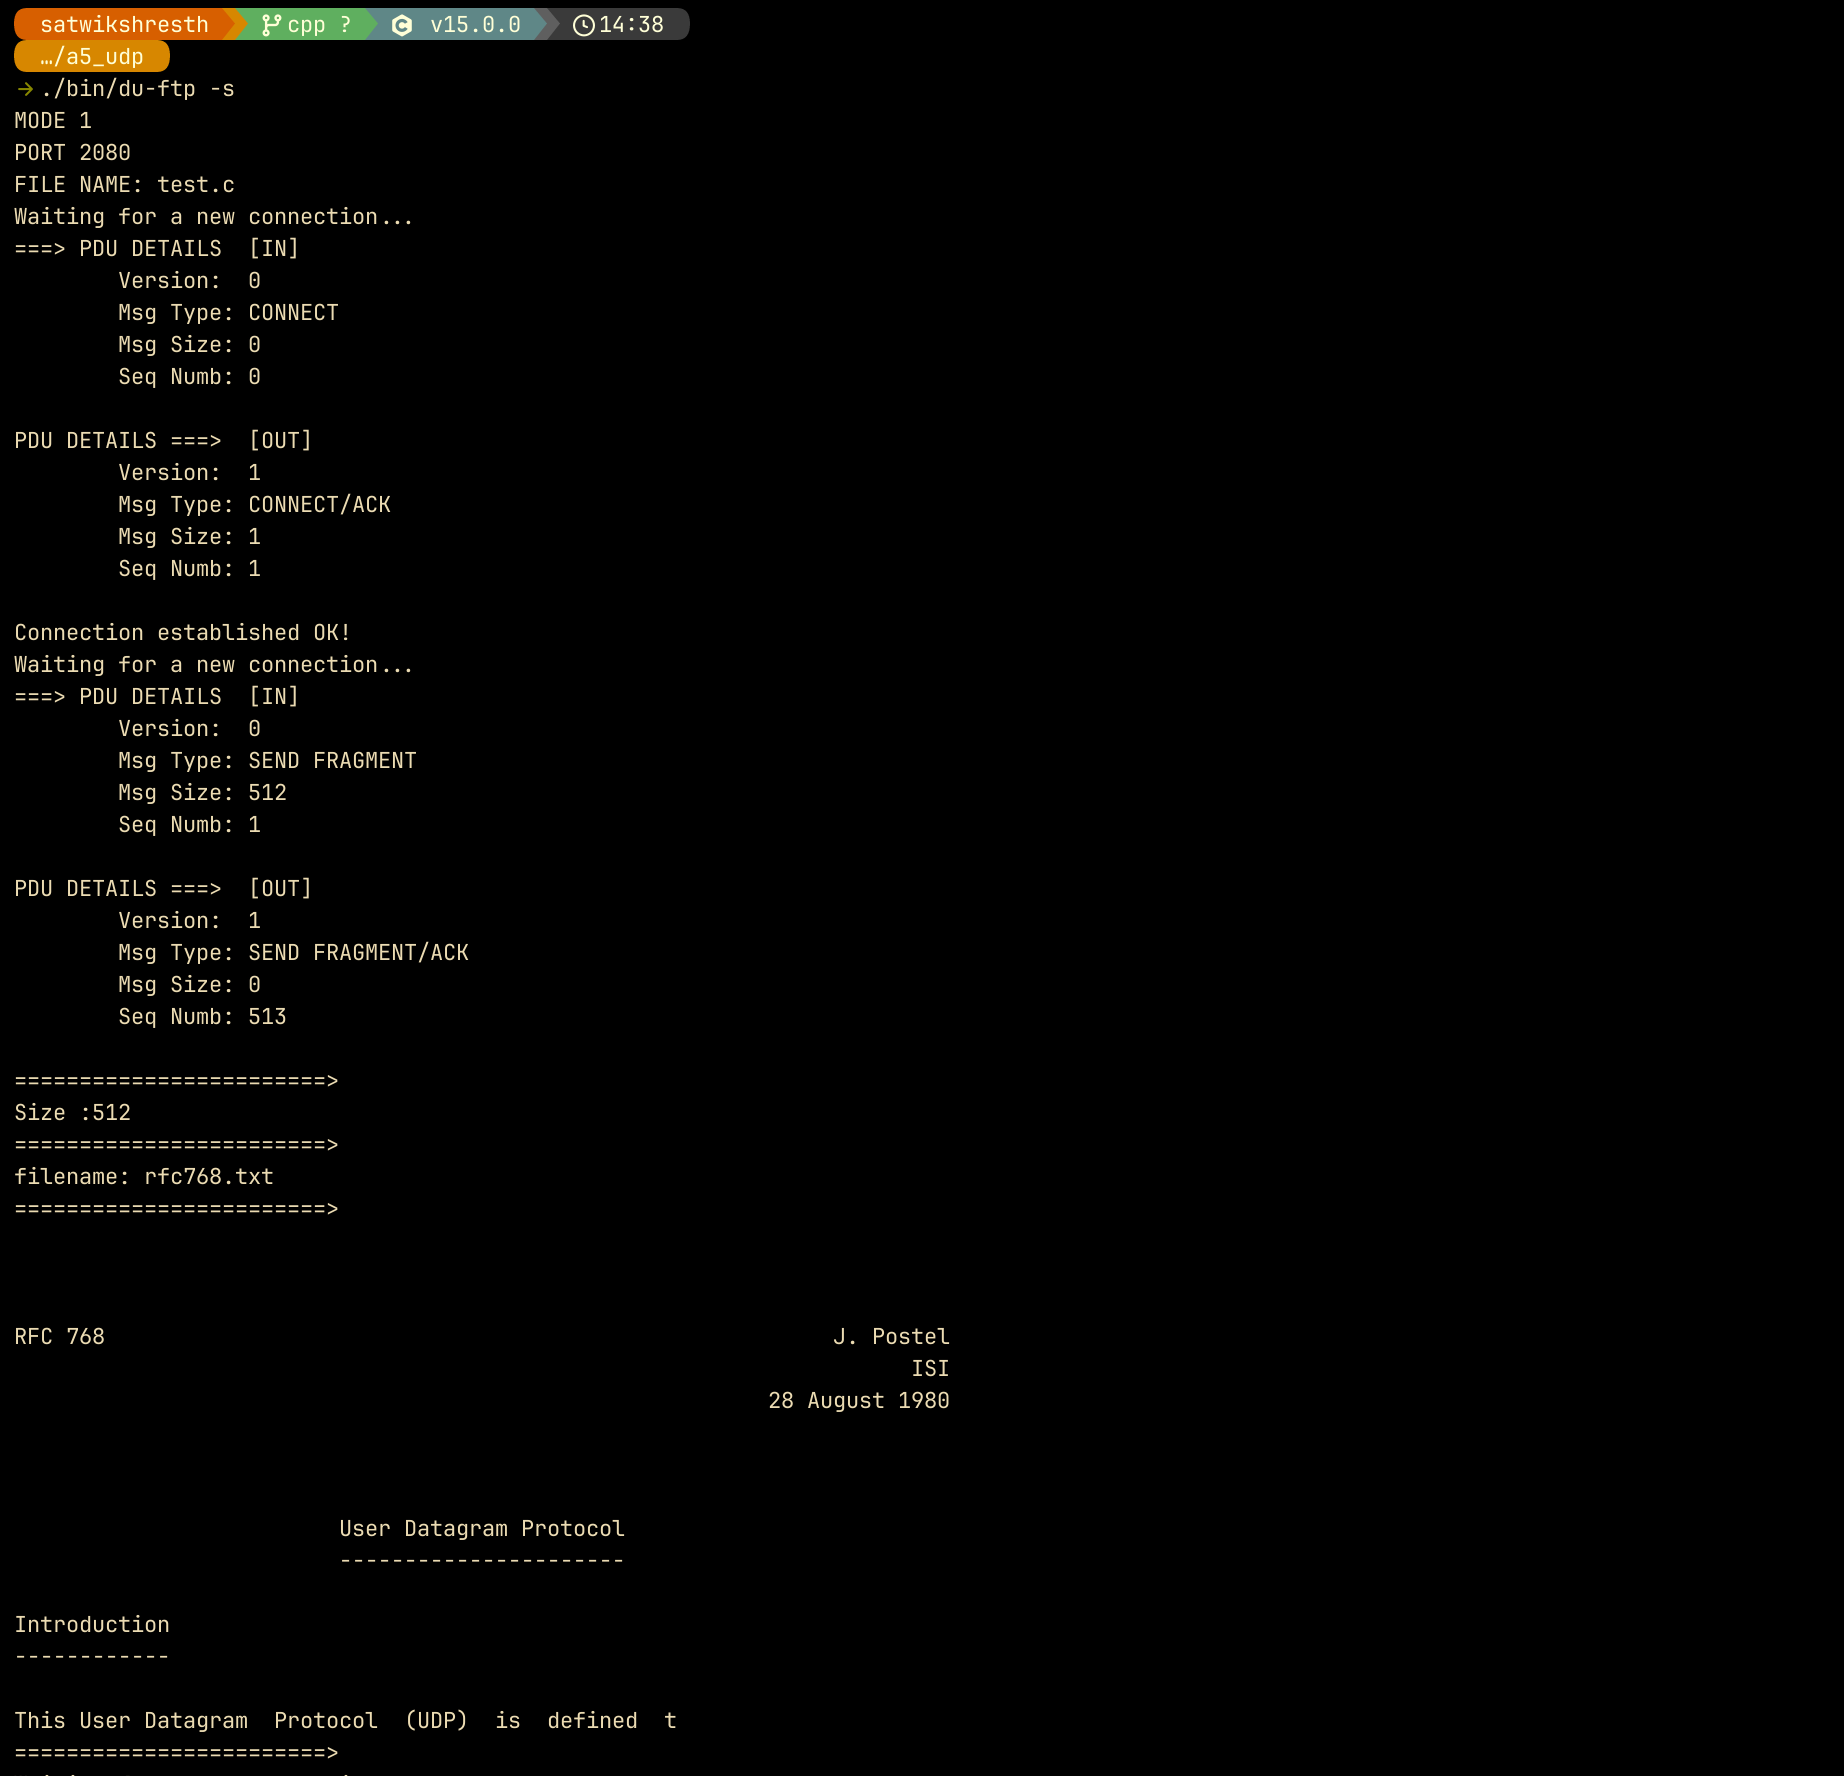 satwikshresth cpp ? C v15.0.0 14:38
…/a5_udp
→ ./bin/du-ftp -s
MODE 1
PORT 2080
FILE NAME: test.c
Waiting for a new connection...
===> PDU DETAILS  [IN]
        Version:  0
        Msg Type: CONNECT
        Msg Size: 0
        Seq Numb: 0
PDU DETAILS ===>  [OUT]
        Version:  1
        Msg Type: CONNECT/ACK
        Msg Size: 1
        Seq Numb: 1
Connection established OK!
Waiting for a new connection...
===> PDU DETAILS  [IN]
        Version:  0
        Msg Type: SEND FRAGMENT
        Msg Size: 512
        Seq Numb: 1
PDU DETAILS ===>  [OUT]
        Version:  1
        Msg Type: SEND FRAGMENT/ACK
        Msg Size: 0
        Seq Numb: 513
========================>
Size :512
========================>
filename: rfc768.txt
========================>
RFC 768                                                        J. Postel
                                                                     ISI
                                                          28 August 1980
                         User Datagram Protocol
                         ----------------------
Introduction
------------
This User Datagram  Protocol  (UDP)  is  defined  t
========================>